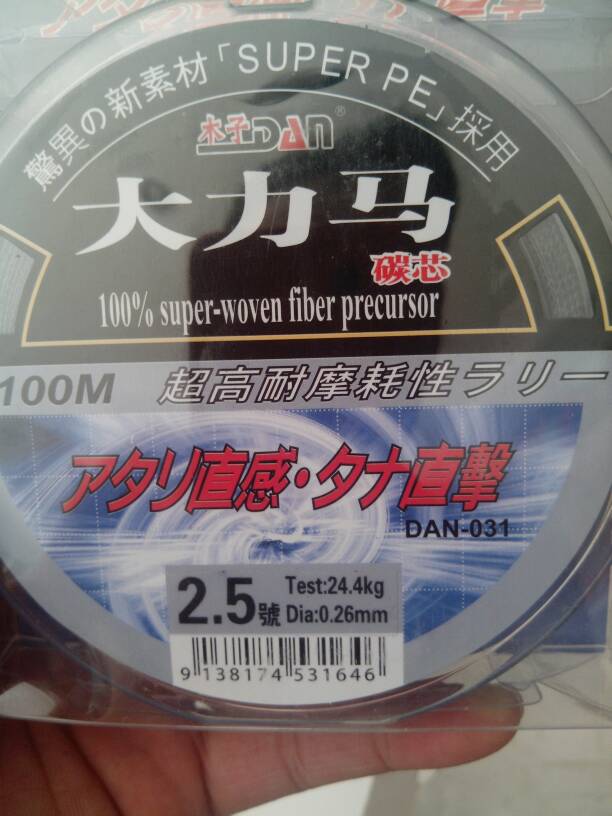 驚異の新素材「SUPER PE」採用
木子DAN®
大力马
碳芯
100% super-woven fiber precursor
100M 超高耐摩耗性ラリー
アタリ直感・タナ直擊
DAN-031
2.5號 Test:24.4kg
Dia:0.26mm
9 138174 531646